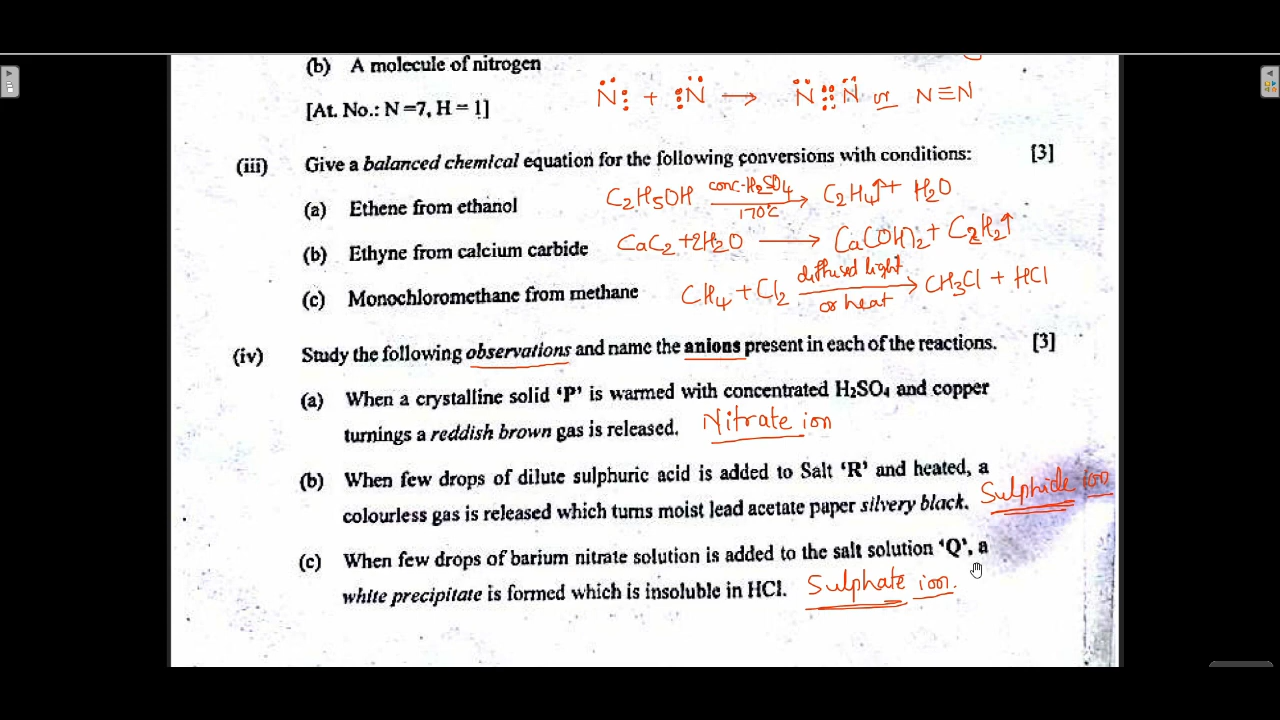 (b) A molecule of nitrogen
N + N → N N or N≡N
[At. No.: N =7, H = 1]
(iii) Give a balanced chemical equation for the following conversions with conditions: [3]
(a) Ethene from ethanol C₂H₅OH conc·H₂SO₄ 170°C → C₂H₄↑ + H₂O
(b) Ethyne from calcium carbide CaC₂ + 2H₂O → Ca(OH)₂ + C₂H₂↑
(c) Monochloromethane from methane CH₄ + Cl₂ diffused light or heat → CH₃Cl + HCl
(iv) Study the following observations and name the anions present in each of the reactions. [3]
(a) When a crystalline solid ‘P’ is warmed with concentrated H₂SO₄ and copper
turnings a reddish brown gas is released. Nitrate ion
(b) When few drops of dilute sulphuric acid is added to Salt ‘R’ and heated, a
colourless gas is released which turns moist lead acetate paper silvery black. Sulphide ion
(c) When few drops of barium nitrate solution is added to the salt solution ‘Q’, a
white precipitate is formed which is insoluble in HCl. Sulphate ion.